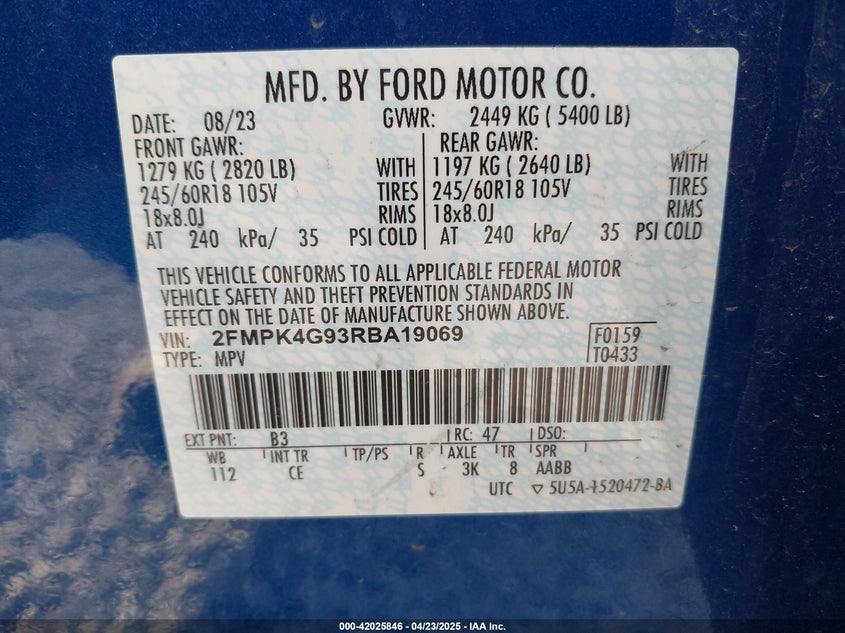 MFD. BY FORD MOTOR CO.
DATE: 08/23 GVWR: 2449 KG ( 5400 LB)
FRONT GAWR: REAR GAWR:
1279 KG ( 2820 LB) WITH 1197 KG ( 2640 LB) WITH
245/60R18 105V TIRES 245/60R18 105V TIRES
18x8.0J RIMS 18x8.0J RIMS
AT 240 kPa/ 35 PSI COLD AT 240 kPa/ 35 PSI COLD
THIS VEHICLE CONFORMS TO ALL APPLICABLE FEDERAL MOTOR
VEHICLE SAFETY AND THEFT PREVENTION STANDARDS IN
EFFECT ON THE DATE OF MANUFACTURE SHOWN ABOVE.
VIN: 2FMPK4G93RBA19069 F0159
TYPE: MPV T0433
EXT PNT: B3 RC: 47 DSO:
WB INT TR TP/PS R AXLE TR SPR
112 CE S 3K 8 AABB
UTC ▽ 5U5A-1520472-BA
000-42025846 - 04/23/2025 - IAA Inc.